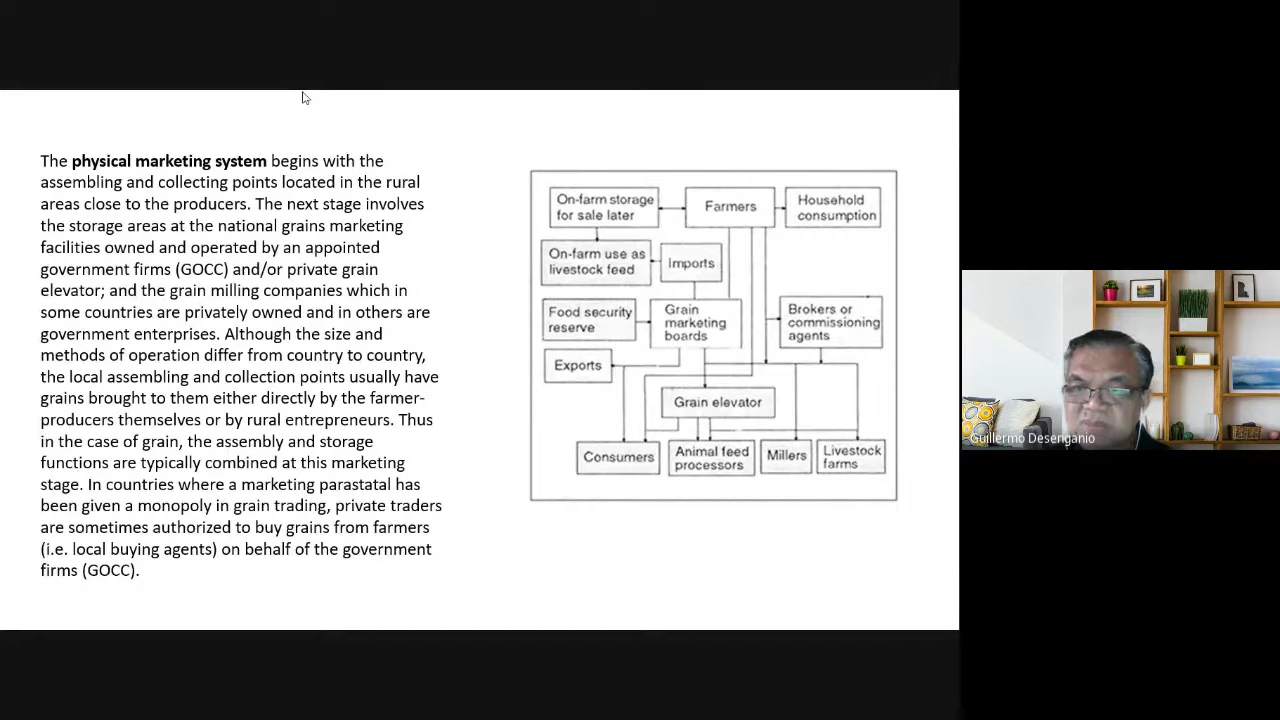 The physical marketing system begins with the
assembling and collecting points located in the rural
areas close to the producers. The next stage involves
the storage areas at the national grains marketing
facilities owned and operated by an appointed
government firms (GOCC) and/or private grain
elevator; and the grain milling companies which in
some countries are privately owned and in others are
government enterprises. Although the size and
methods of operation differ from country to country,
the local assembling and collection points usually have
grains brought to them either directly by the farmer-
producers themselves or by rural entrepreneurs. Thus
in the case of grain, the assembly and storage
functions are typically combined at this marketing
stage. In countries where a marketing parastatal has
been given a monopoly in grain trading, private traders
are sometimes authorized to buy grains from farmers
(i.e. local buying agents) on behalf of the government
firms (GOCC).
On-farm storage
for sale later
Farmers
Household
consumption
On-farm use as
livestock feed
Imports
Food security
reserve
Grain
marketing
boards
Brokers or
commissioning
agents
Exports
Grain elevator
Consumers
Animal feed
processors
Millers
Livestock
farms
Guillermo Desenganio